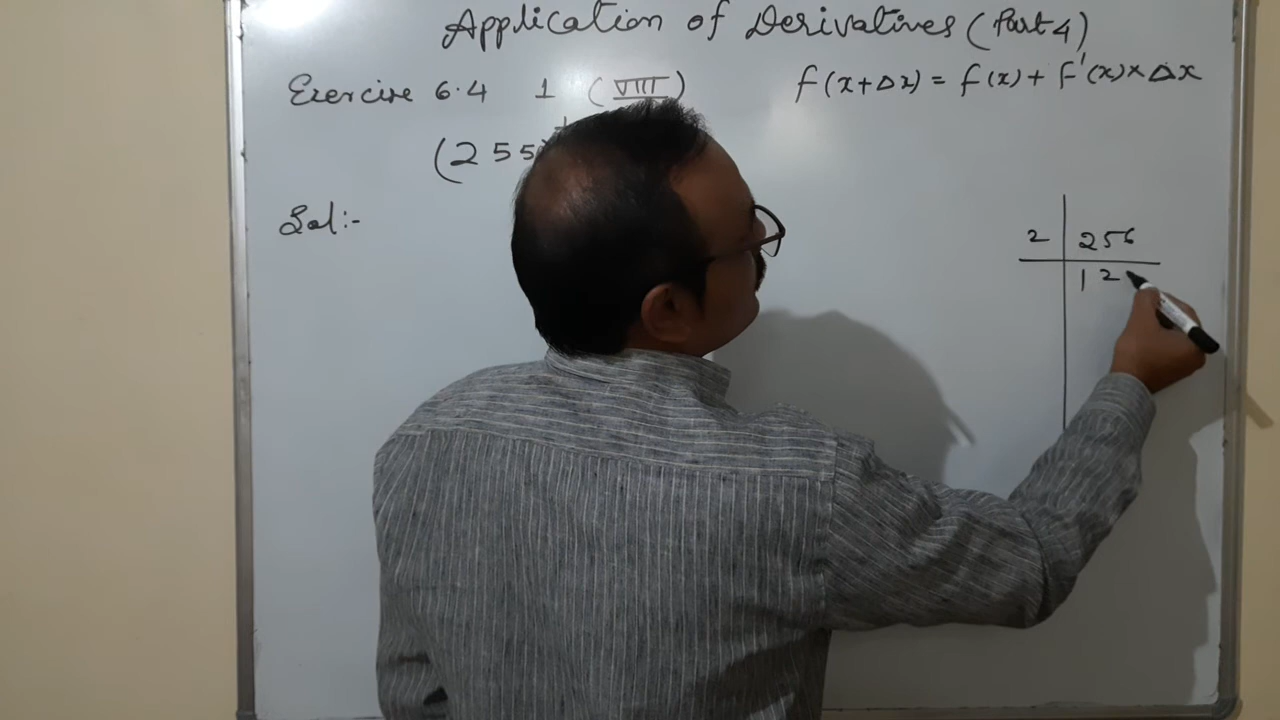 Application of Derivatives (Part 4)
Exercise 6.4 1 (VIII)
f(x+Δx) = f(x) + f'(x) × Δx
(255)
Sol:-
2 | 256
12